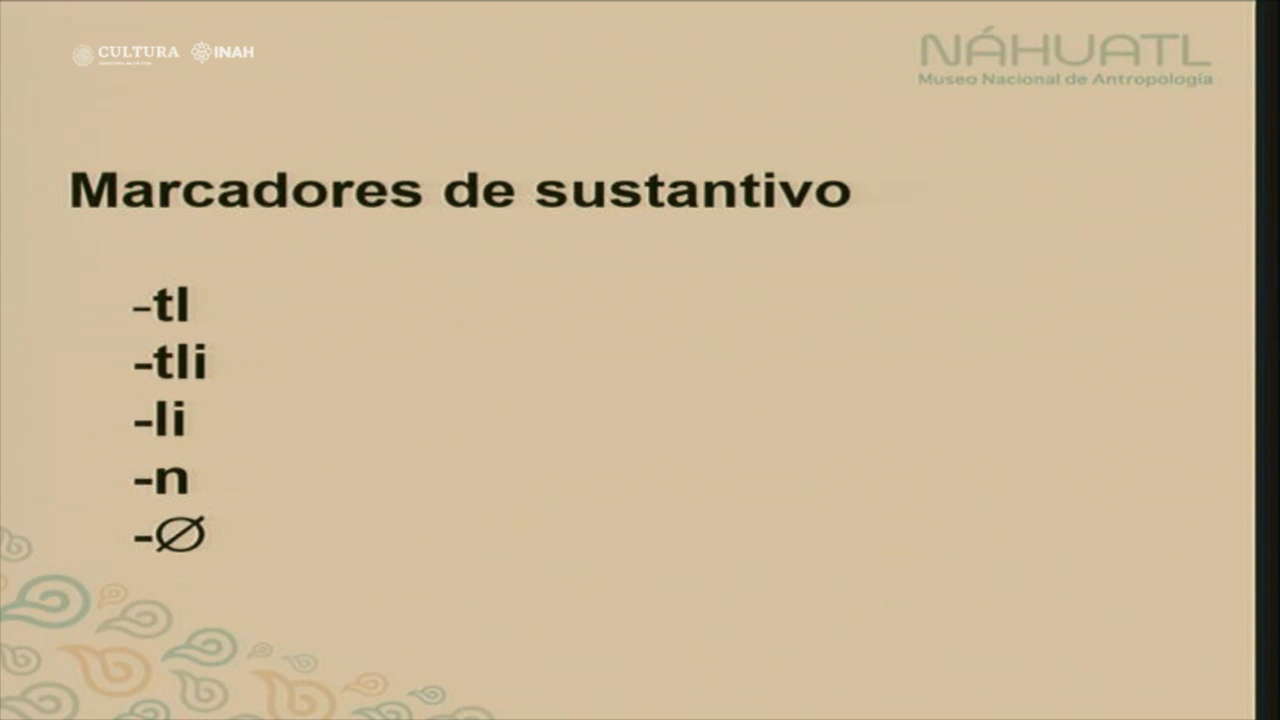 CULTURA INAH
NÁHUATL
Museo Nacional de Antropología
Marcadores de sustantivo
-tl
-tli
-li
-n
-Ø